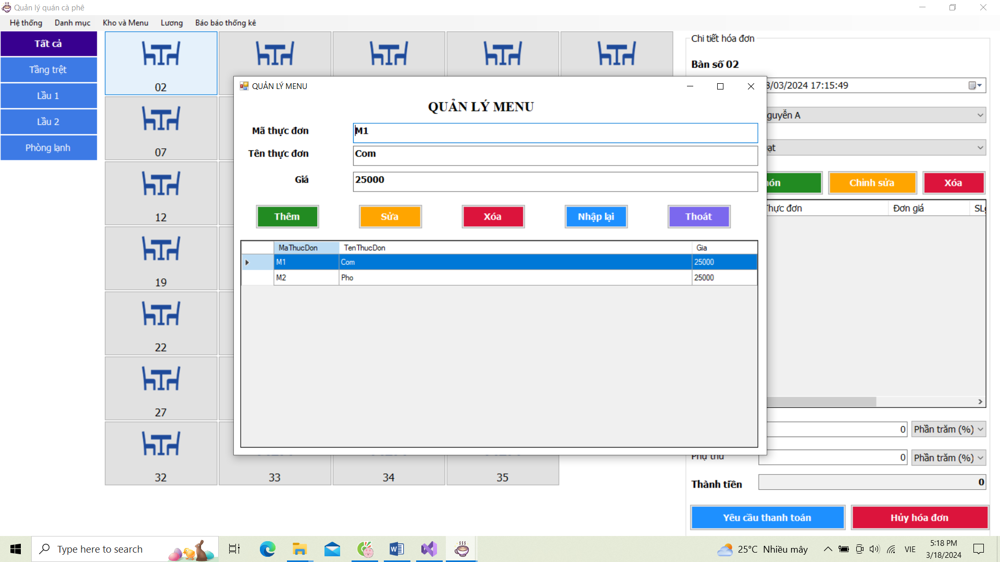 Quản lý quán cà phê
Hệ thống Danh mục Kho và Menu Lương Báo báo thống kê
Tất cả
Tầng trệt
Lầu 1
Lầu 2
Phòng lạnh
02
07
12
19
22
27
32
33
34
35
QUẢN LÝ MENU
QUẢN LÝ MENU
Mã thực đơn M1
Tên thực đơn Com
Giá 25000
Thêm Sửa Xóa Nhập lại Thoát
MaThucDon TenThucDon Gia
M1 Com 25000
M2 Pho 25000
Chi tiết hóa đơn
Bàn số 02
/03/2024 17:15:49
guyễn A
ạt
ón Chỉnh sửa Xóa
hực đơn Đơn giá SL
0 Phần trăm (%)
Phụ thu 0 Phần trăm (%)
Thành tiền 0
Yêu cầu thanh toán Hủy hóa đơn
Type here to search
25°C Nhiều mây
VIE
5:18 PM
3/18/2024